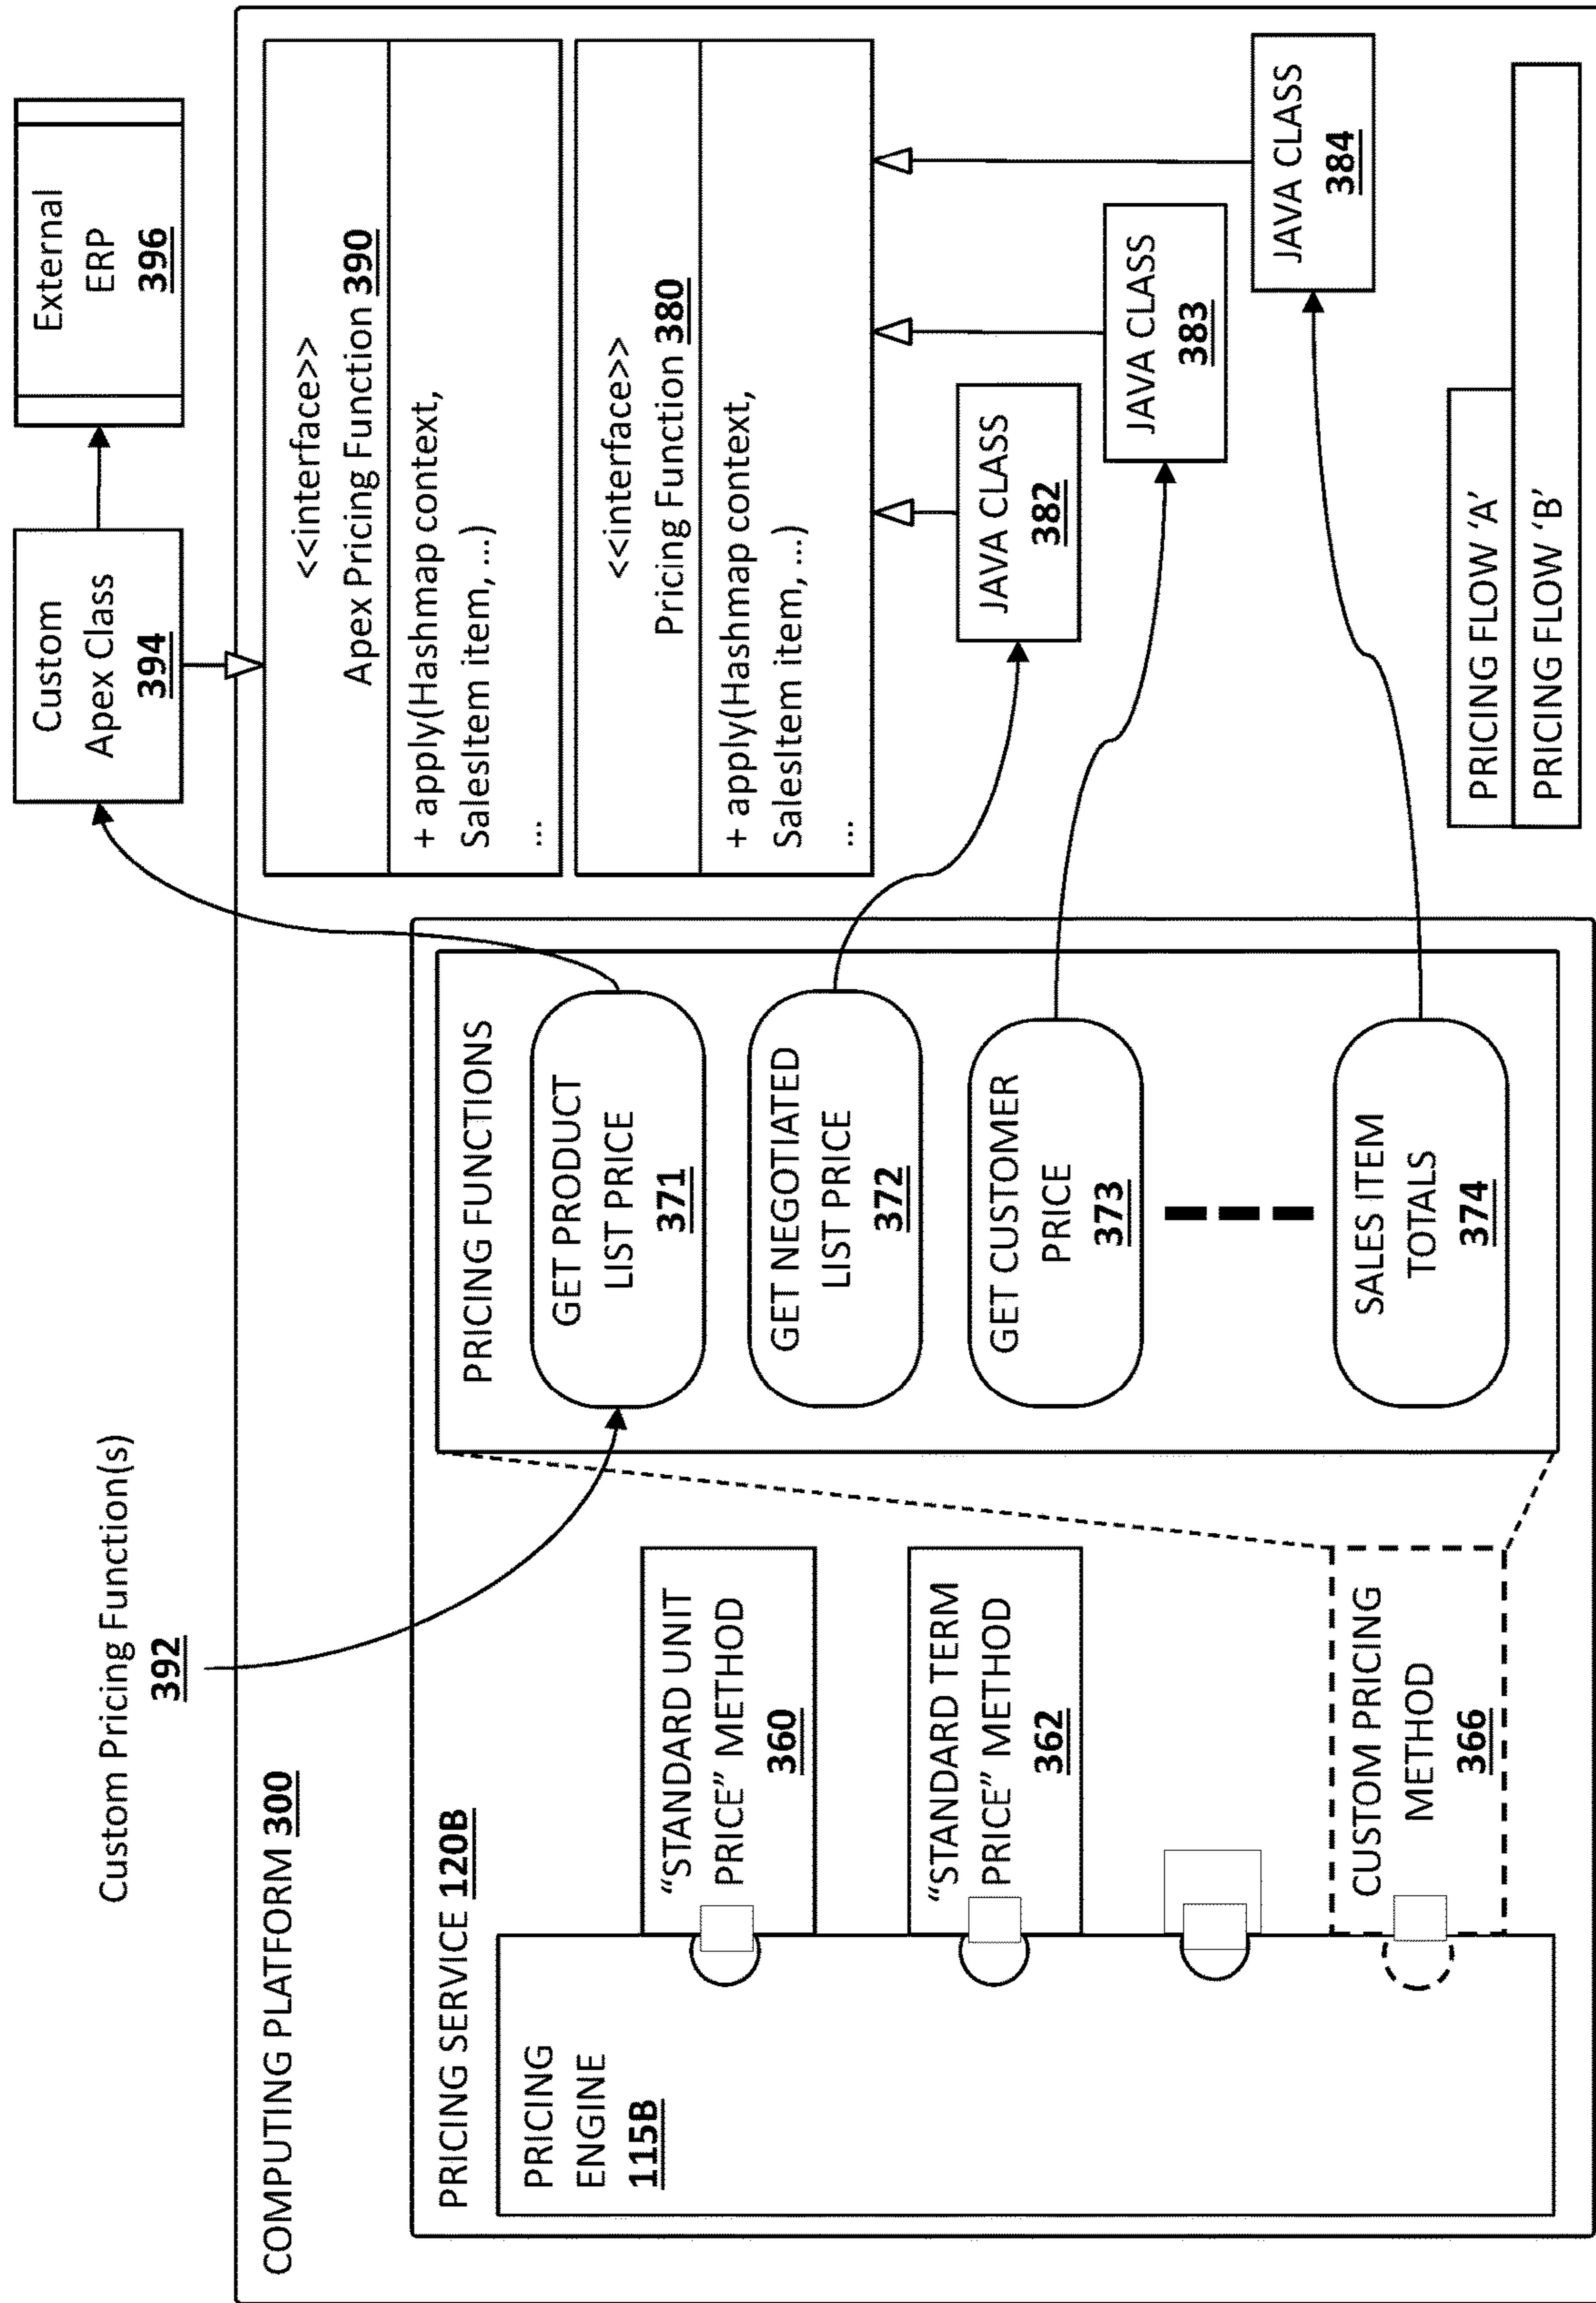 Custom Pricing Function(s)
392
Custom
Apex Class
394
External
ERP
396
COMPUTING PLATFORM 300
PRICING SERVICE 120B
PRICING
ENGINE
115B
“STANDARD UNIT
PRICE” METHOD
360
“STANDARD TERM
PRICE” METHOD
362
CUSTOM PRICING
METHOD
366
PRICING FUNCTIONS
GET PRODUCT
LIST PRICE
371
GET NEGOTIATED
LIST PRICE
372
GET CUSTOMER
PRICE
373
SALES ITEM
TOTALS
374
<<interface>>
Apex Pricing Function 390
+ apply(Hashmap context,
SalesItem item, ...)
...
<<interface>>
Pricing Function 380
+ apply(Hashmap context,
SalesItem item, ...)
...
JAVA CLASS
382
JAVA CLASS
383
JAVA CLASS
384
PRICING FLOW ‘A’
PRICING FLOW ‘B’